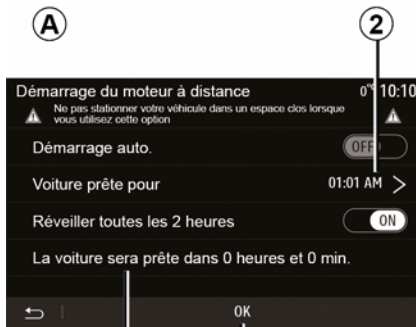 A
2
Démarrage du moteur à distance 0° 10:10
Ne pas stationner votre véhicule dans un espace clos lorsque
vous utilisez cette option
Démarrage auto. OFF
Voiture prête pour 01:01 AM >
Réveiller toutes les 2 heures ON
La voiture sera prête dans 0 heures et 0 min.
OK